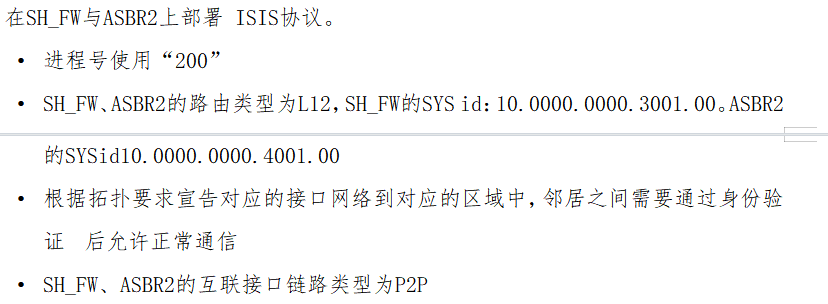 在SH_FW与ASBR2上部署 ISIS协议。
• 进程号使用“200”
• SH_FW、ASBR2的路由类型为L12,SH_FW的SYS id:10.0000.0000.3001.00。ASBR2
的SYSid10.0000.0000.4001.00
• 根据拓扑要求宣告对应的接口网络到对应的区域中,邻居之间需要通过身份验
证 后允许正常通信
• SH_FW、ASBR2的互联接口链路类型为P2P